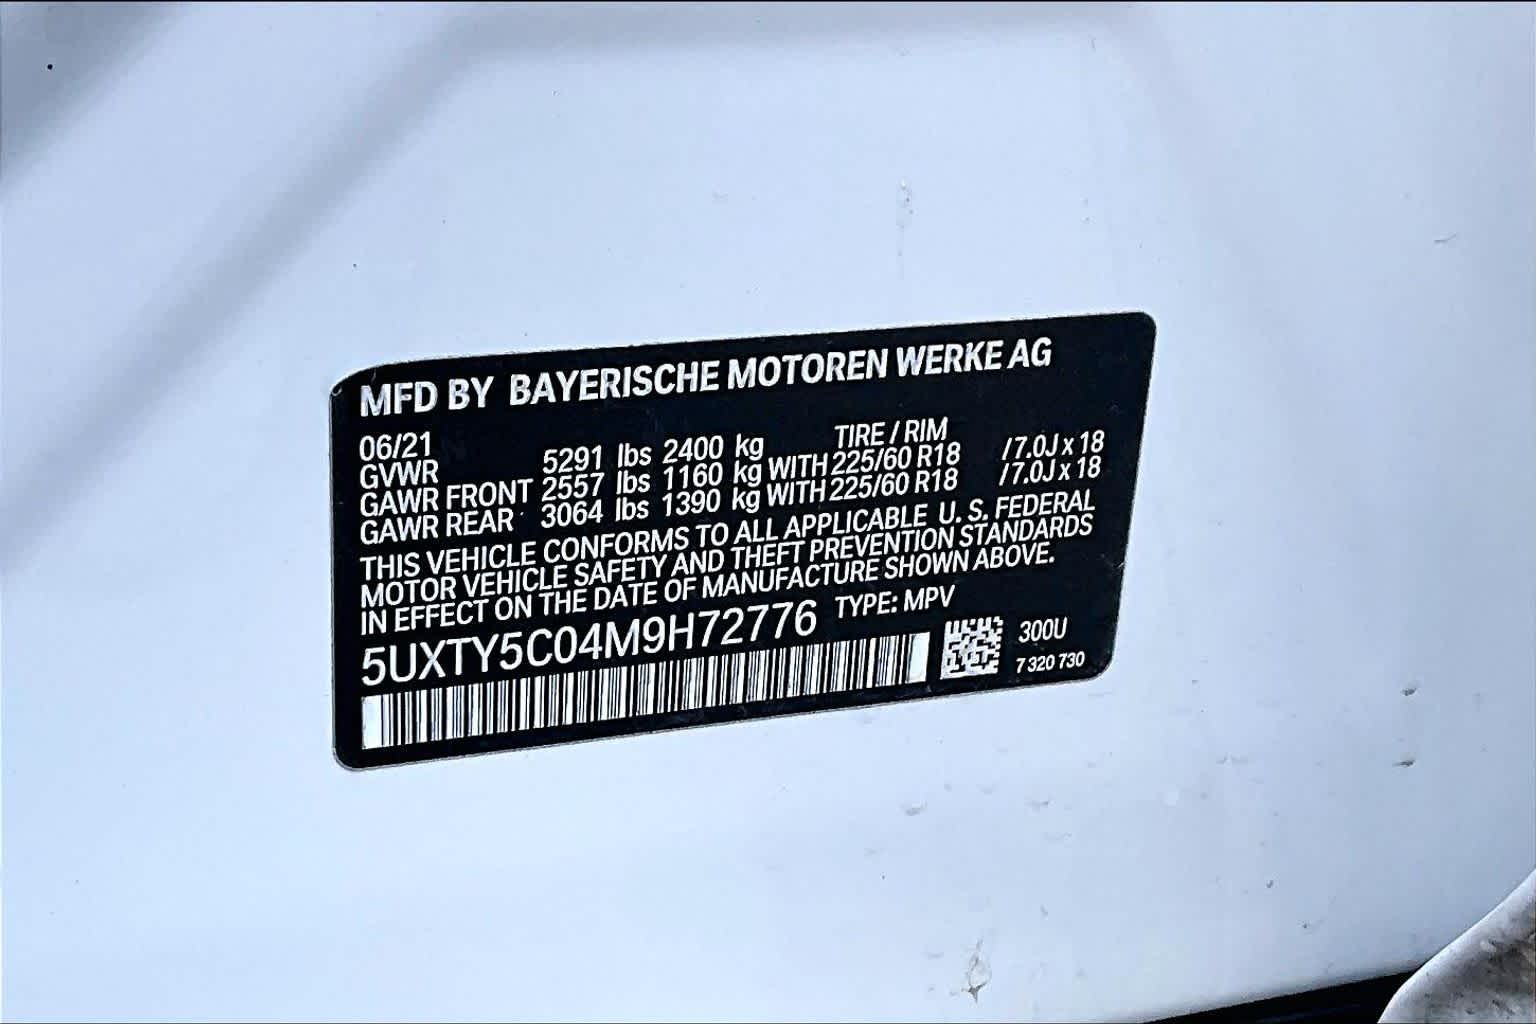 MFD BY BAYERISCHE MOTOREN WERKE AG
06/21 TIRE / RIM
GVWR 5291 lbs 2400 kg
GAWR FRONT 2557 lbs 1160 kg WITH 225/60 R18 /7.0J x 18
GAWR REAR 3064 lbs 1390 kg WITH 225/60 R18 /7.0J x 18
THIS VEHICLE CONFORMS TO ALL APPLICABLE U. S. FEDERAL
MOTOR VEHICLE SAFETY AND THEFT PREVENTION STANDARDS
IN EFFECT ON THE DATE OF MANUFACTURE SHOWN ABOVE.
5UXTY5C04M9H72776 TYPE: MPV
300U
7 320 730